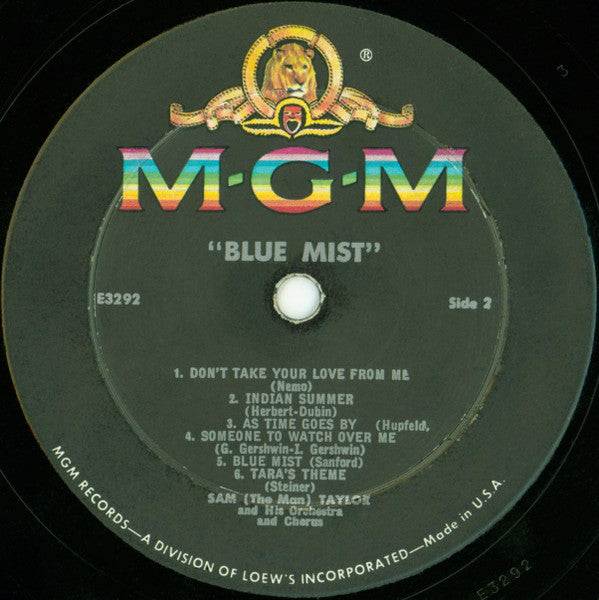 ®
M-G-M
"BLUE MIST"
E3292
Side 2
1. DON'T TAKE YOUR LOVE FROM ME
(Nemo)
2. INDIAN SUMMER
(Herbert-Dubin)
3. AS TIME GOES BY (Hupfeld,
4. SOMEONE TO WATCH OVER ME
(G. Gershwin-I. Gershwin)
5. BLUE MIST (Sanford)
6. TARA'S THEME
(Steiner)
SAM (The Man) TAYLOR
and His Orchestra
and Chorus
MGM RECORDS—A DIVISION OF LOEW'S INCORPORATED—Made in U.S.A.
3
E3292